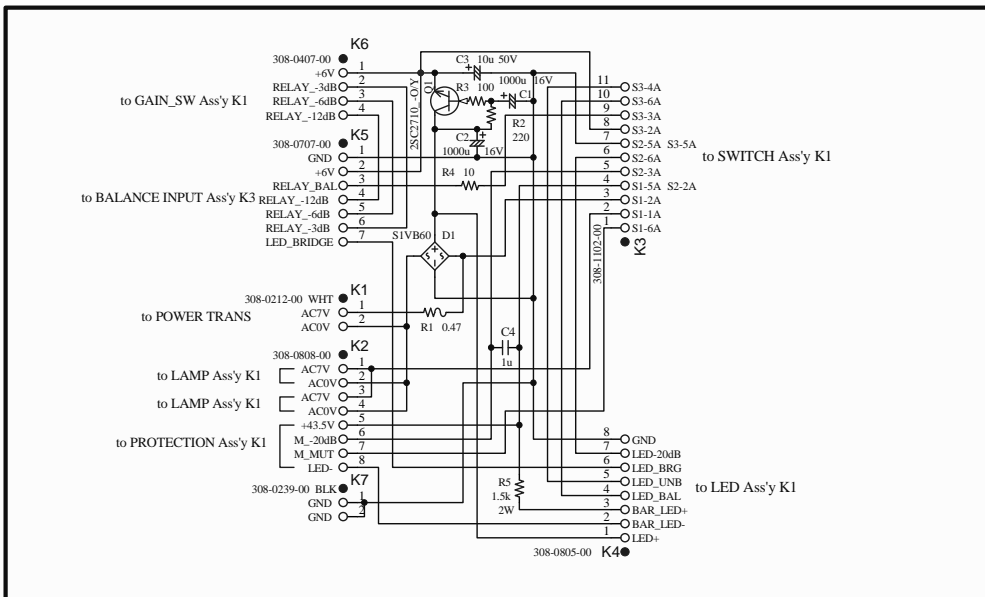 K6
308-0407-00
1
+6V
2
RELAY_-3dB
3
RELAY_-6dB
4
RELAY_-12dB
to GAIN_SW Ass'y K1
K5
308-0707-00
1
GND
2
+6V
3
RELAY_BAL
4
RELAY_-12dB
5
RELAY_-6dB
6
RELAY_-3dB
7
LED_BRIDGE
to BALANCE INPUT Ass'y K3
K1
308-0212-00 WHT
1
AC7V
2
AC0V
to POWER TRANS
K2
308-0808-00
1
AC7V
2
AC0V
3
AC7V
4
AC0V
5
+43.5V
6
M_-20dB
7
M_MUT
8
LED-
to LAMP Ass'y K1
to LAMP Ass'y K1
to PROTECTION Ass'y K1
K7
308-0239-00 BLK
1
GND
2
GND
C3 10u 50V
+
1000u 16V
Q1
R3 100
+
C1
2SC2710_-O/Y
R2
220
C2
+
1000u 16V
R4 10
S1VB60 D1
+
-
R1 0.47
C4
1u
R5
1.5k
2W
11
S3-4A
10
S3-6A
9
S3-3A
8
S3-2A
7
S2-5A S3-5A
6
S2-6A
5
S2-3A
4
S1-5A S2-2A
3
S1-2A
2
S1-1A
1
S1-6A
to SWITCH Ass'y K1
308-1102-00
K3
8
GND
7
LED-20dB
6
LED_BRG
5
LED_UNB
4
LED_BAL
3
BAR_LED+
2
BAR_LED-
1
LED+
to LED Ass'y K1
308-0805-00 K4